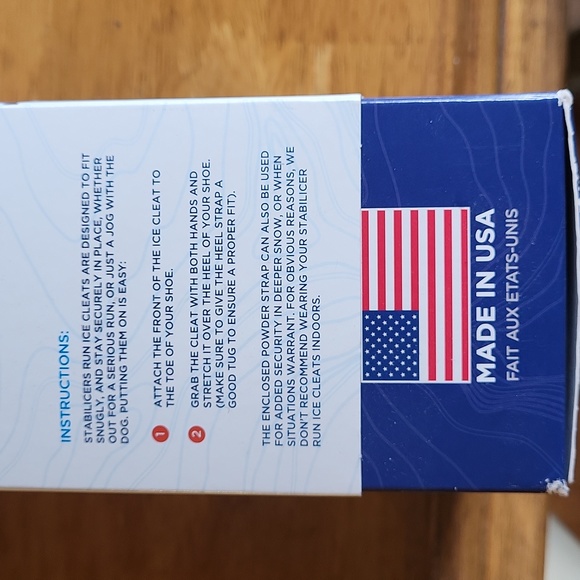 INSTRUCTIONS:
STABILICERS RUN ICE CLEATS ARE DESIGNED TO FIT
SNUGLY, AND STAY SECURELY IN PLACE, WHETHER
OUT FOR A SERIOUS RUN, OR JUST A JOG WITH THE
DOG. PUTTING THEM ON IS EASY:
1 ATTACH THE FRONT OF THE ICE CLEAT TO
THE TOE OF YOUR SHOE.
2 GRAB THE CLEAT WITH BOTH HANDS AND
STRETCH IT OVER THE HEEL OF YOUR SHOE.
(MAKE SURE TO GIVE THE HEEL STRAP A
GOOD TUG TO ENSURE A PROPER FIT).
THE ENCLOSED POWDER STRAP CAN ALSO BE USED
FOR ADDED SECURITY IN DEEPER SNOW, OR WHEN
SITUATIONS WARRANT. FOR OBVIOUS REASONS, WE
DON'T RECOMMEND WEARING YOUR STABILICER
RUN ICE CLEATS INDOORS.
MADE IN USA
FAIT AUX ETATS-UNIS